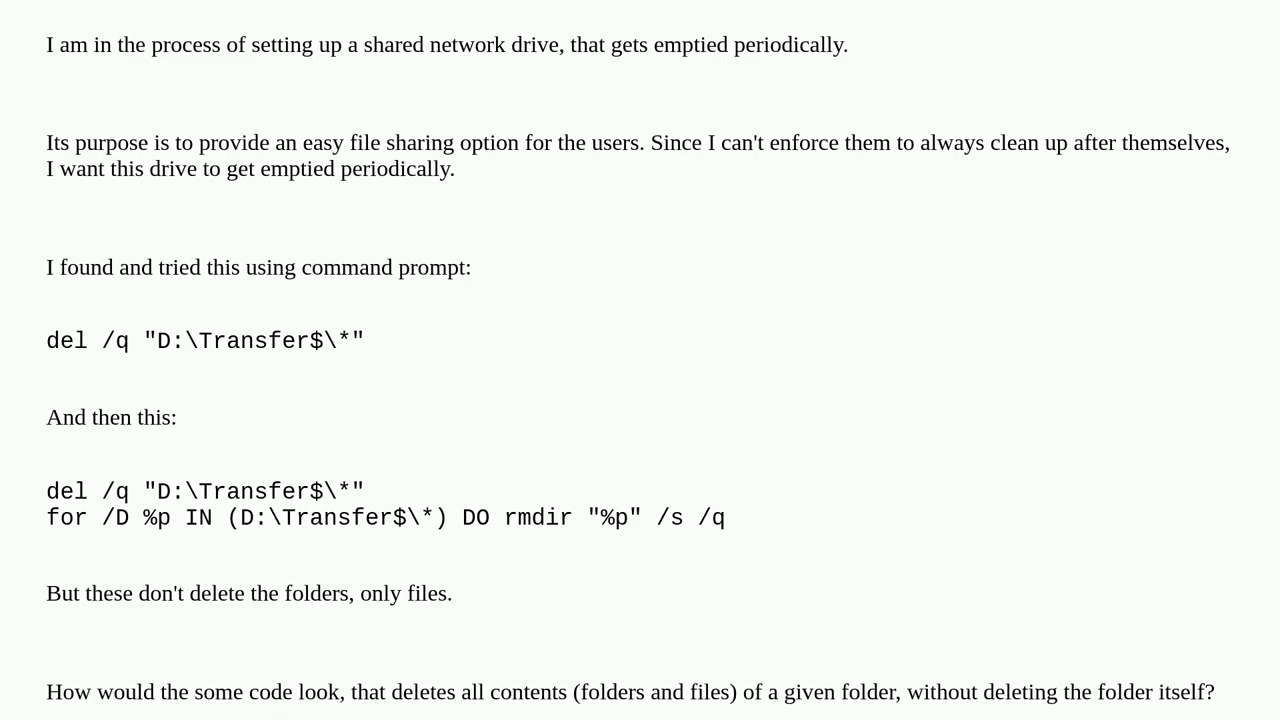 I am in the process of setting up a shared network drive, that gets emptied periodically.
Its purpose is to provide an easy file sharing option for the users. Since I can't enforce them to always clean up after themselves,
I want this drive to get emptied periodically.
I found and tried this using command prompt:
del /q "D:\Transfer$\*"
And then this:
del /q "D:\Transfer$\*"
for /D %p IN (D:\Transfer$\*) DO rmdir "%p" /s /q
But these don't delete the folders, only files.
How would the some code look, that deletes all contents (folders and files) of a given folder, without deleting the folder itself?